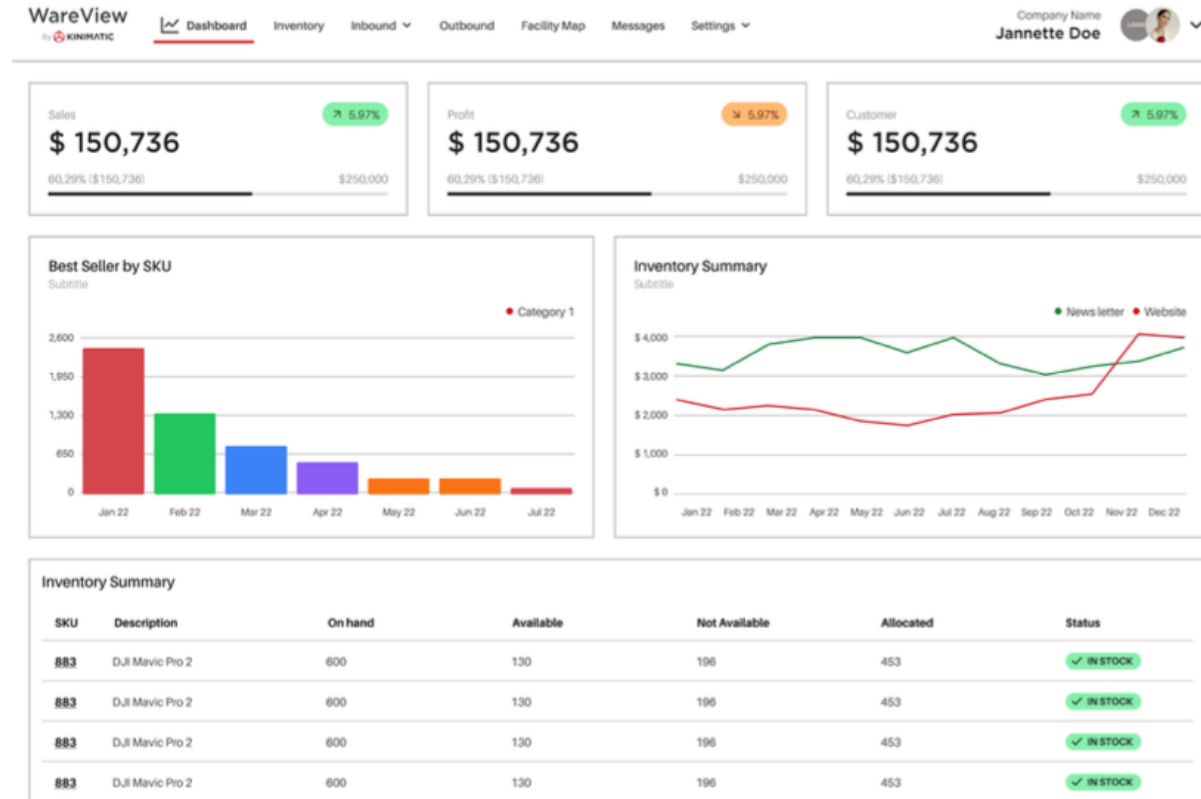 WareView
by KINIMATIC
Dashboard Inventory Inbound Outbound Facility Map Messages Settings
Company Name
Jannette Doe
LOGO
Sales
5.97%
$ 150,736
60,29% ($150,736) $250,000
Profit
5.97%
$ 150,736
60,29% ($150,736) $250,000
Customer
5.97%
$ 150,736
60,29% ($150,736) $250,000
Best Seller by SKU
Subtitle
Category 1
2,600
1,950
1,300
650
0
Jan 22 Feb 22 Mar 22 Apr 22 May 22 Jun 22 Jul 22
Inventory Summary
Subtitle
News letter Website
$ 4,000
$ 3,000
$ 2,000
$ 1,000
$ 0
Jan 22 Feb 22 Mar 22 Apr 22 May 22 Jun 22 Jul 22 Aug 22 Sep 22 Oct 22 Nov 22 Dec 22
Inventory Summary
SKU Description On hand Available Not Available Allocated Status
883 DJI Mavic Pro 2 600 130 196 453 IN STOCK
883 DJI Mavic Pro 2 600 130 196 453 IN STOCK
883 DJI Mavic Pro 2 600 130 196 453 IN STOCK
883 DJI Mavic Pro 2 600 130 196 453 IN STOCK